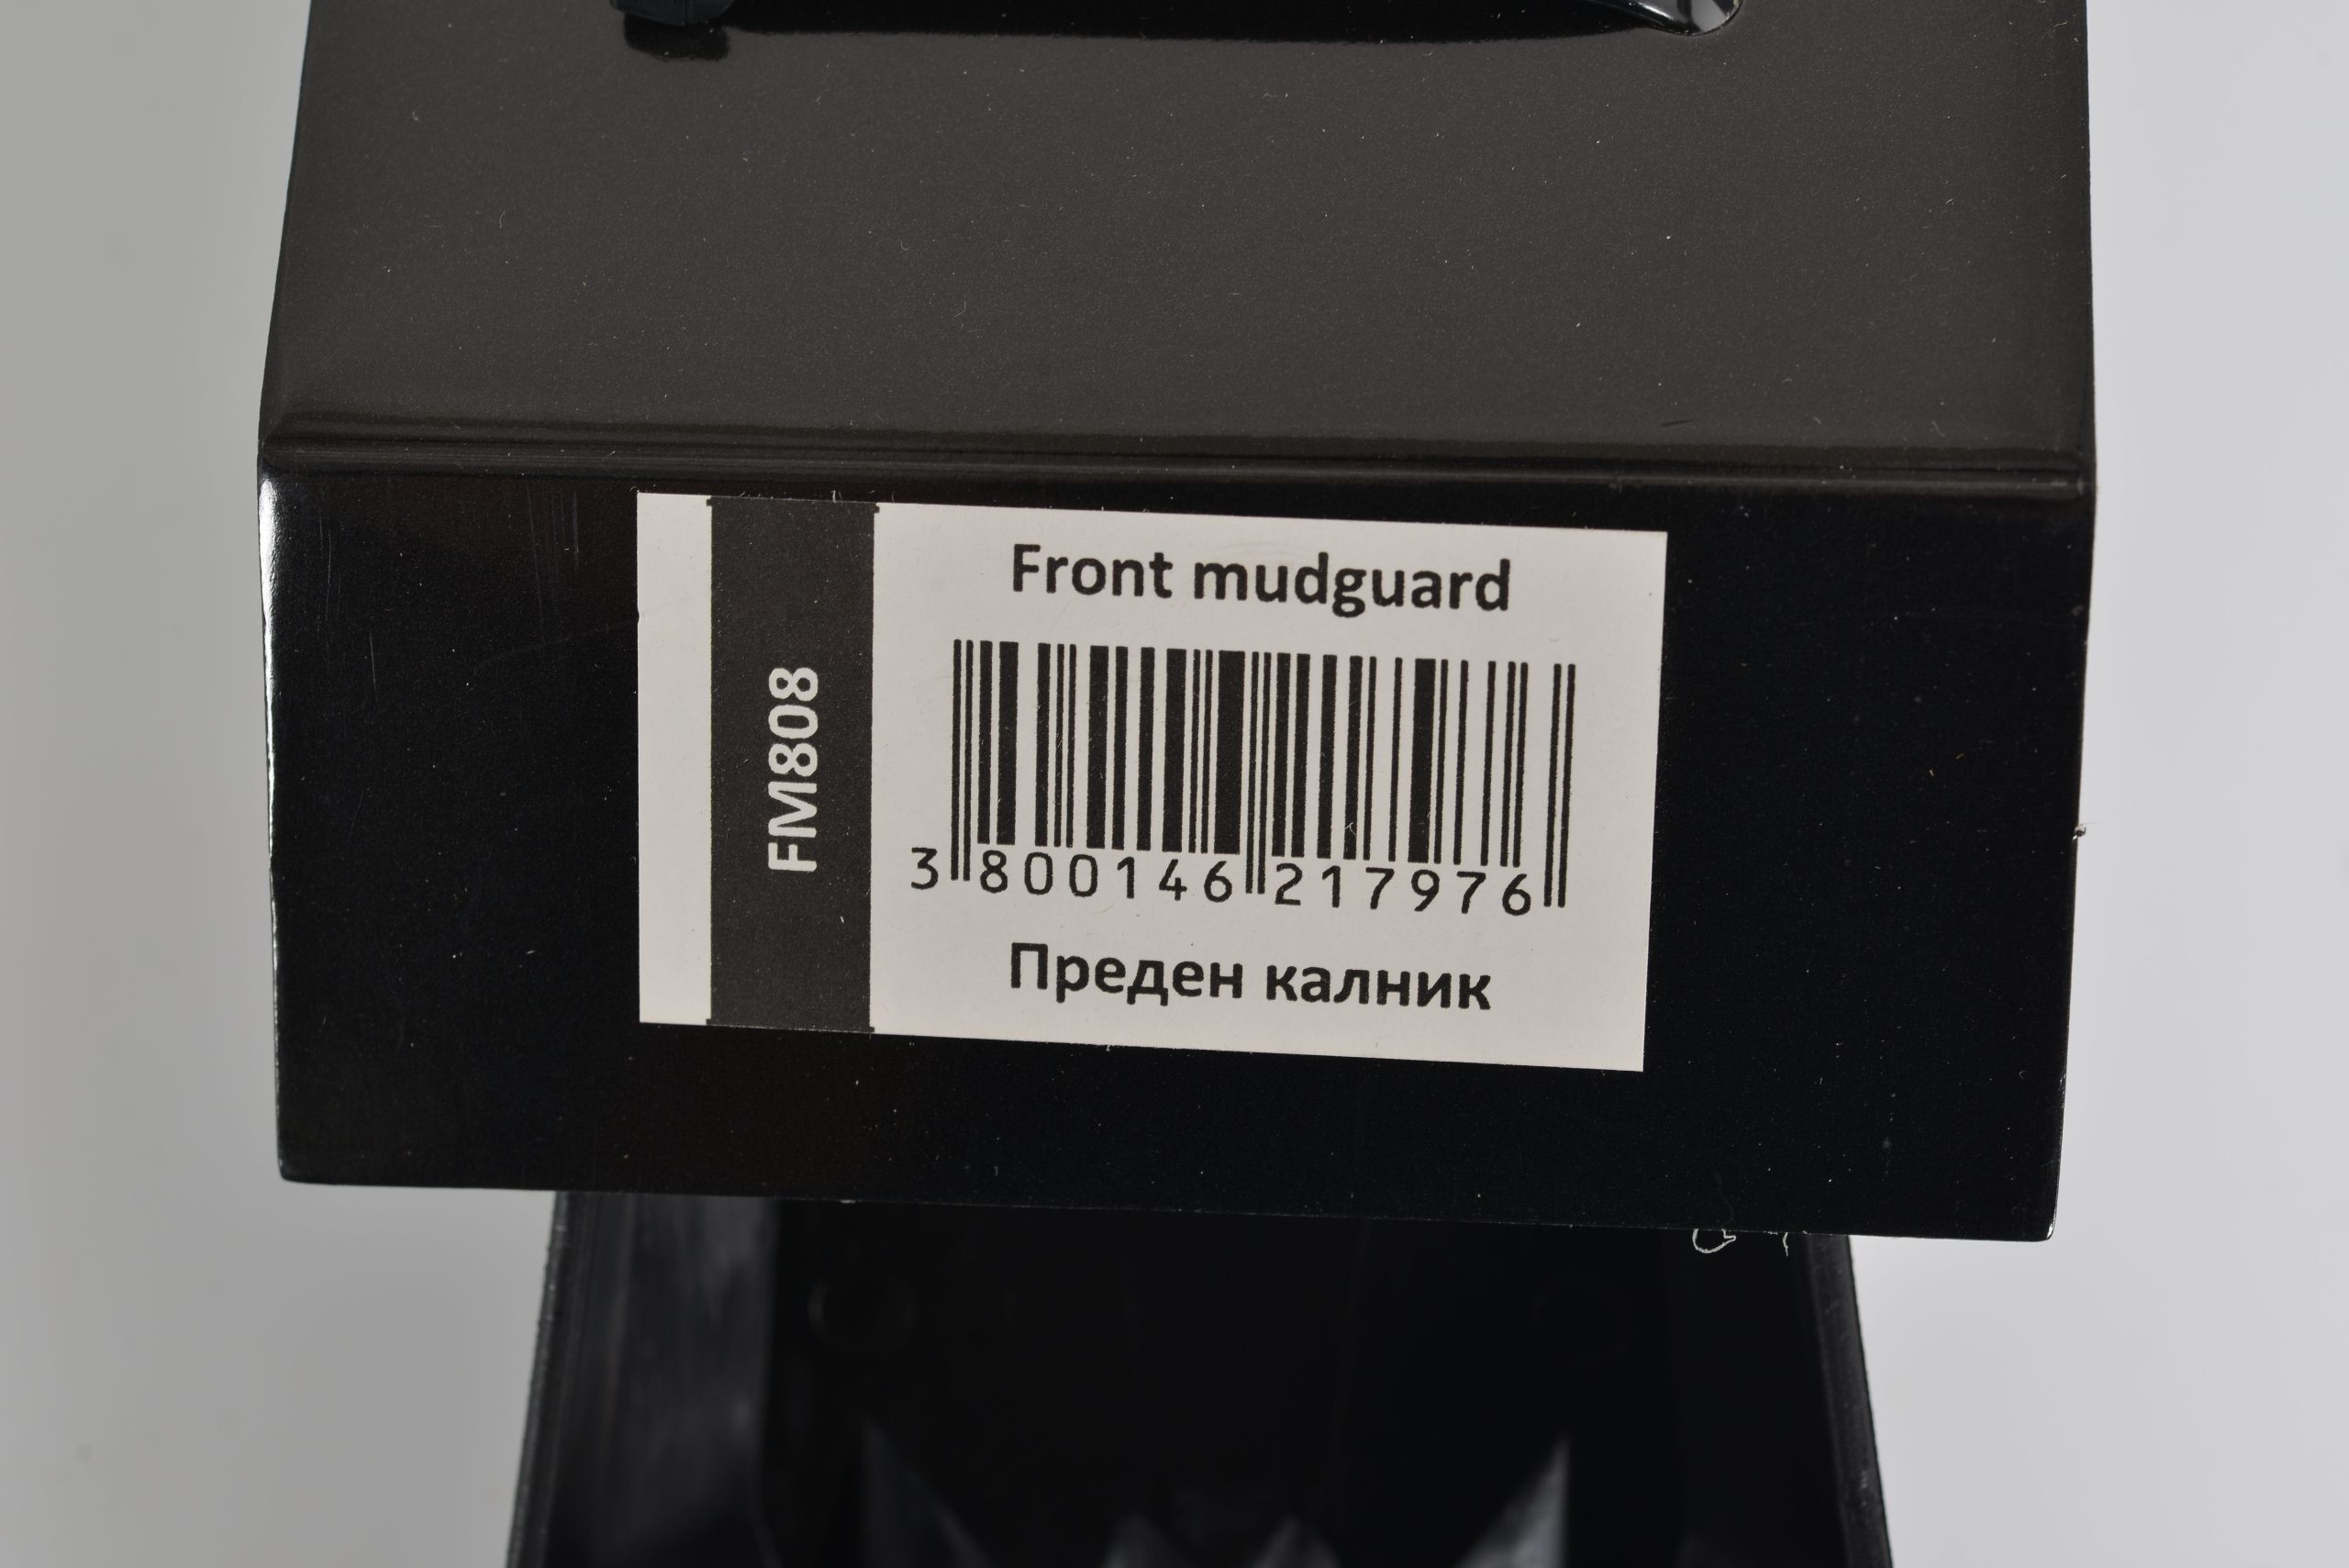 FM808
Front mudguard
3 800146 217976
Преден калник